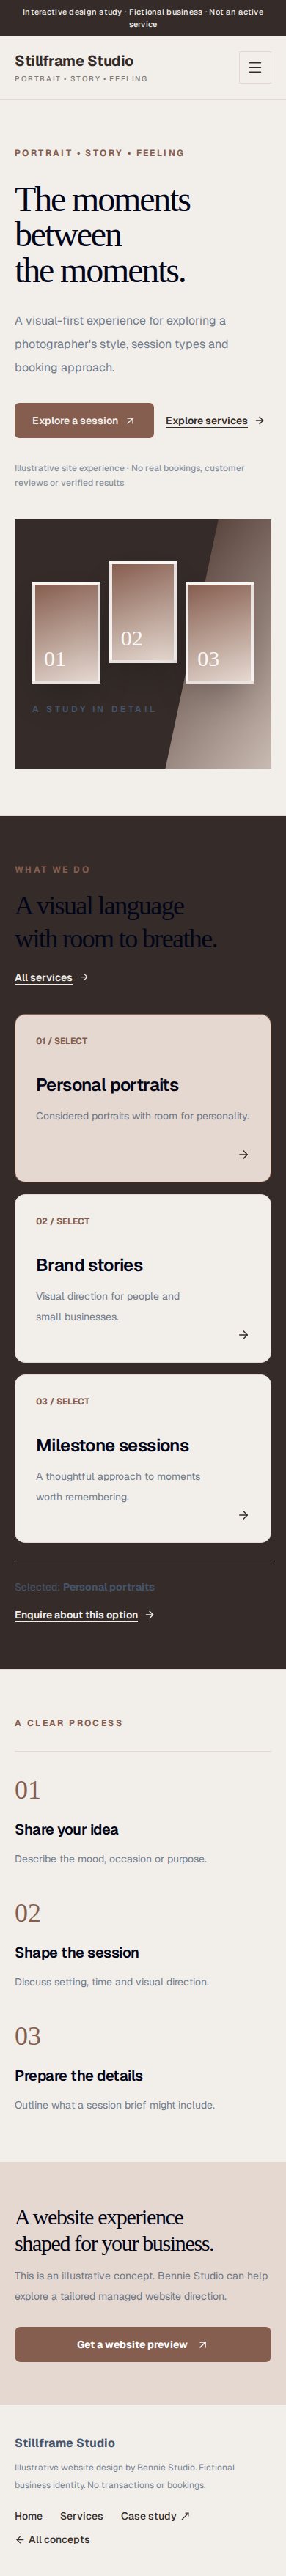 Interactive design study · Fictional business · Not an active
service
Stillframe Studio
PORTRAIT • STORY • FEELING
PORTRAIT • STORY • FEELING
The moments
between
the moments.
A visual-first experience for exploring a
photographer's style, session types and
booking approach.
Explore a session ↗ Explore services →
Illustrative site experience · No real bookings, customer
reviews or verified results
01 02 03
A STUDY IN DETAIL
WHAT WE DO
A visual language
with room to breathe.
All services →
01 / SELECT
Personal portraits
Considered portraits with room for personality.
→
02 / SELECT
Brand stories
Visual direction for people and
small businesses.
→
03 / SELECT
Milestone sessions
A thoughtful approach to moments
worth remembering.
→
Selected: Personal portraits
Enquire about this option →
A CLEAR PROCESS
01
Share your idea
Describe the mood, occasion or purpose.
02
Shape the session
Discuss setting, time and visual direction.
03
Prepare the details
Outline what a session brief might include.
A website experience
shaped for your business.
This is an illustrative concept. Bennie Studio can help
explore a tailored managed website direction.
Get a website preview ↗
Stillframe Studio
Illustrative website design by Bennie Studio. Fictional
business identity. No transactions or bookings.
Home Services Case study ↗
← All concepts